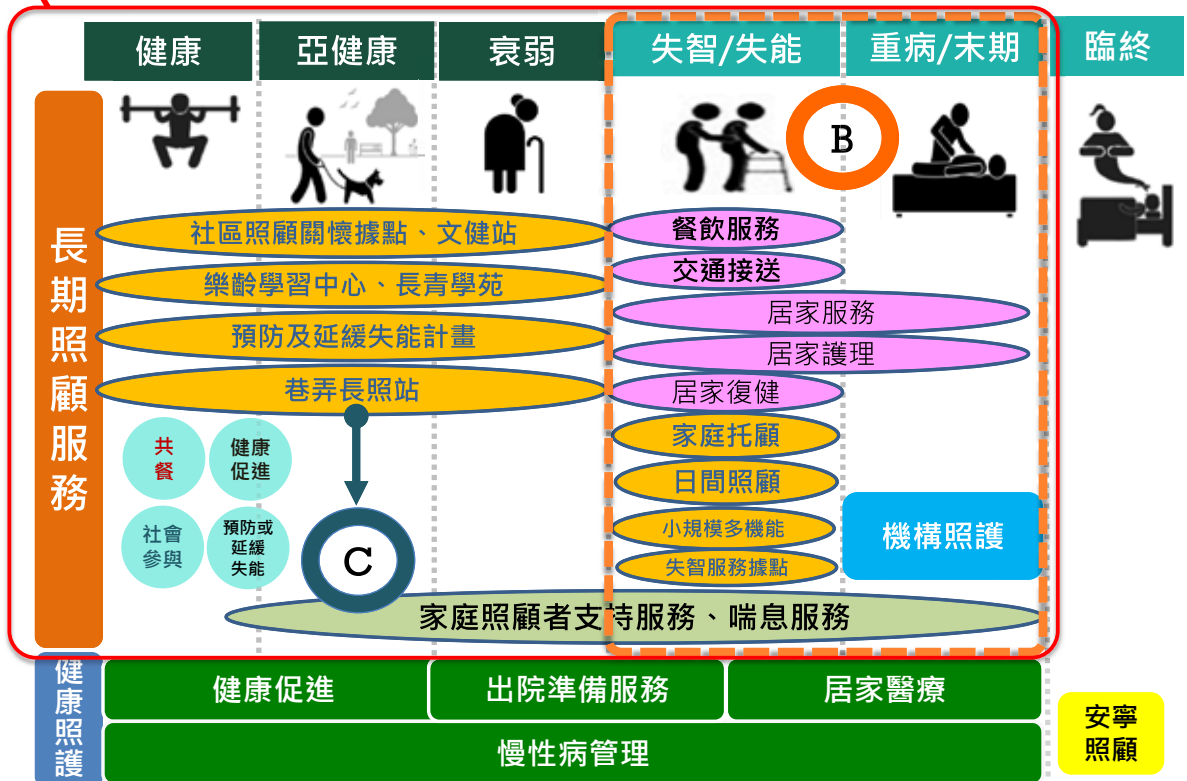 健康
亞健康
衰弱
失智/失能
重病/末期
臨終
B
長期照顧服務
社區照顧關懷據點、文健站
樂齡學習中心、長青學苑
預防及延緩失能計畫
巷弄長照站
餐飲服務
交通接送
居家服務
居家護理
居家復健
家庭托顧
日間照顧
小規模多機能
失智服務據點
機構照護
共
餐
健康
促進
社會
參與
預防或
延緩
失能
C
家庭照顧者支持服務、喘息服務
健康照護
健康促進
出院準備服務
居家醫療
慢性病管理
安寧
照顧